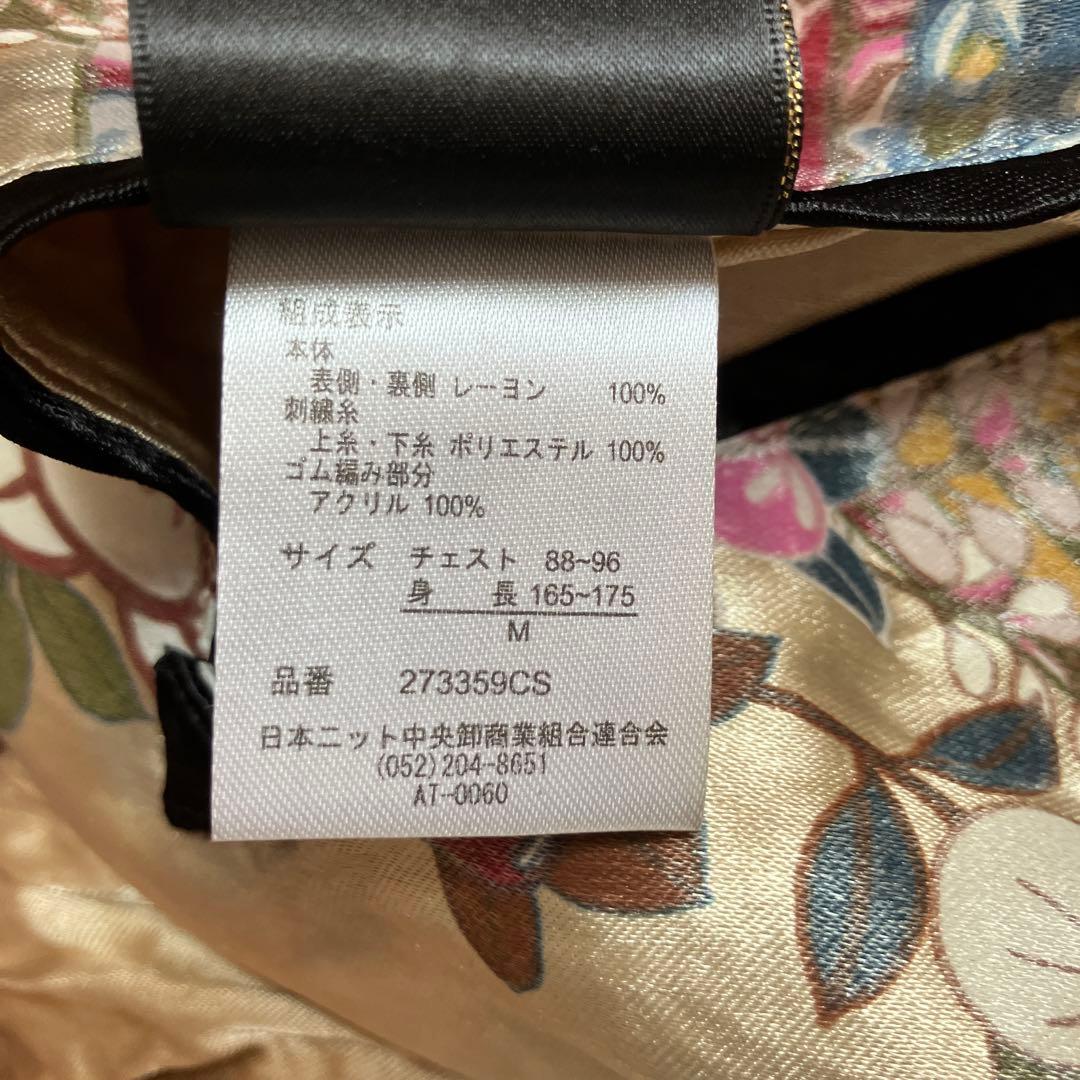 組成表示
本体
表側・裏側 レーヨン 100%
刺繍糸
上糸・下糸 ポリエステル 100%
ゴム編み部分
アクリル 100%
サイズ チェスト 88~96
身 長 165~175
M
品番 273359CS
日本ニット中央卸商業組合連合会
(052)204-8651
AT-0060